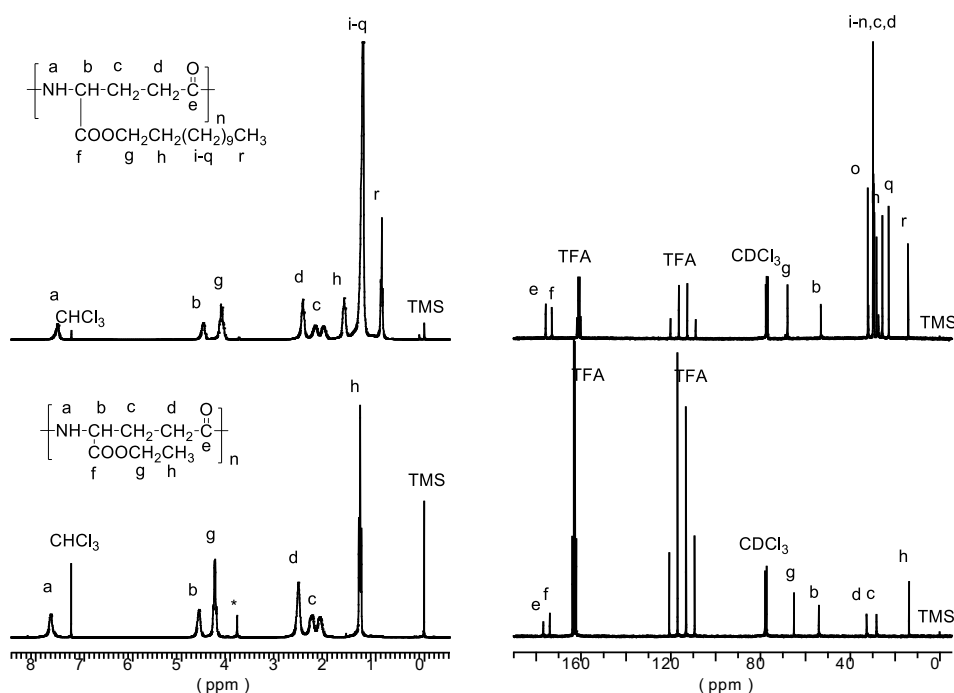 i-q
a b c d O
NH-CH-CH₂-CH₂-C
e
n
COOCH₂CH₂(CH₂)₉CH₃
f g h i-q r
a
CHCl₃
b
g
d
c
h
r
TMS
i-n,c,d
o
h
q
r
TMS
e
f
TFA
TFA
CDCl₃
g
b
a b c d O
NH-CH-CH₂-CH₂-C
e
n
COOCH₂CH₃
f g h
h
TMS
CHCl₃
a
b
g
*
d
c
8 6 5 4 3 2 1 0
( ppm )
TFA
TFA
e
f
CDCl₃
g
b
d c
h
TMS
160 120 80 40 0
( ppm )